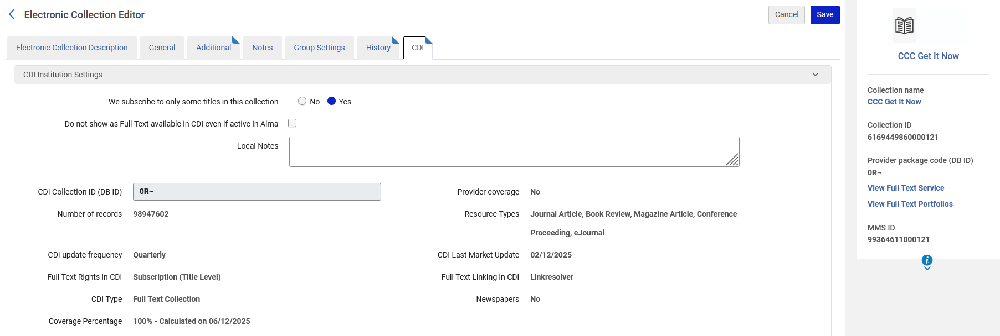 Electronic Collection Editor
Cancel
Save
Electronic Collection Description
General
Additional
Notes
Group Settings
History
CDI
CDI Institution Settings
We subscribe to only some titles in this collection
No
Yes
Do not show as Full Text available in CDI even if active in Alma
Local Notes
CDI Collection ID (DB ID)
0R~
Provider coverage
No
Number of records
98947602
Resource Types
Journal Article, Book Review, Magazine Article, Conference
Proceeding, eJournal
CDI update frequency
Quarterly
CDI Last Market Update
02/12/2025
Full Text Rights in CDI
Subscription (Title Level)
Full Text Linking in CDI
Linkresolver
CDI Type
Full Text Collection
Newspapers
No
Coverage Percentage
100% - Calculated on 06/12/2025
CCC Get It Now
Collection name
CCC Get It Now
Collection ID
6169449860000121
Provider package code (DB ID)
0R~
View Full Text Service
View Full Text Portfolios
MMS ID
99364611000121